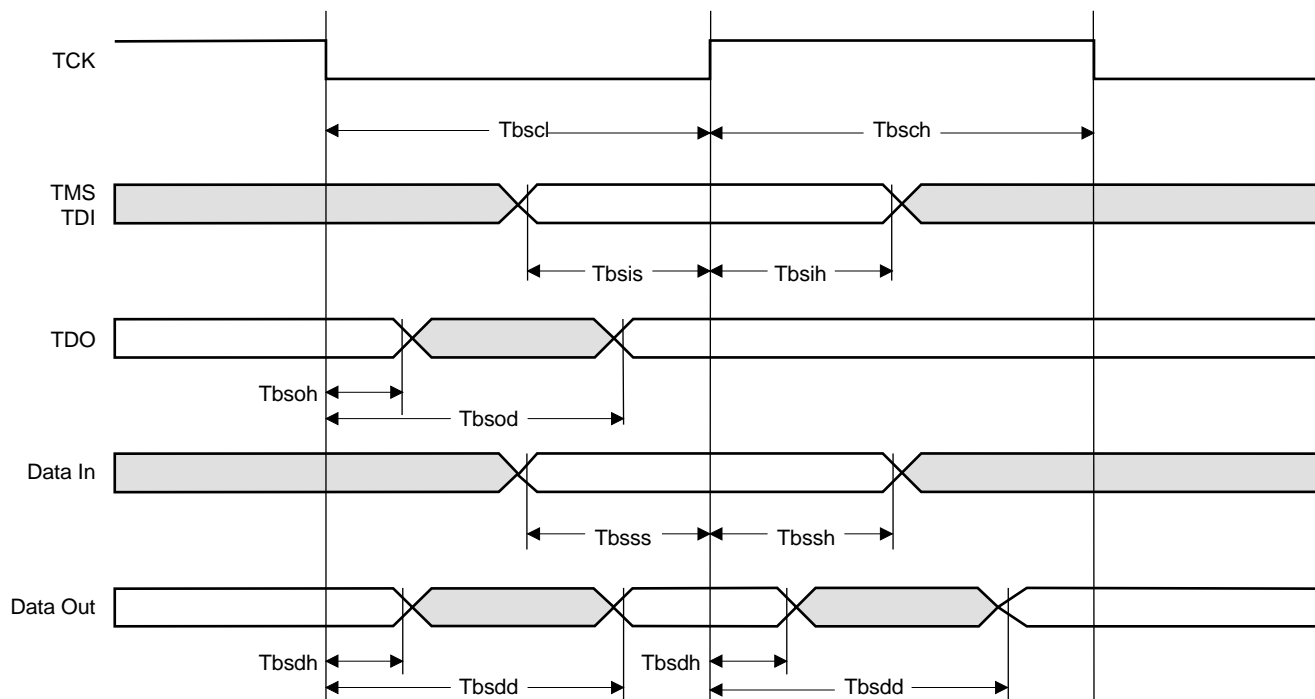 TCK
Tbscl
Tbsch
TMS
TDI
Tbsis
Tbsih
TDO
Tbsoh
Tbsod
Data In
Tbsss
Tbssh
Data Out
Tbsdh
Tbsdh
Tbsdd
Tbsdd